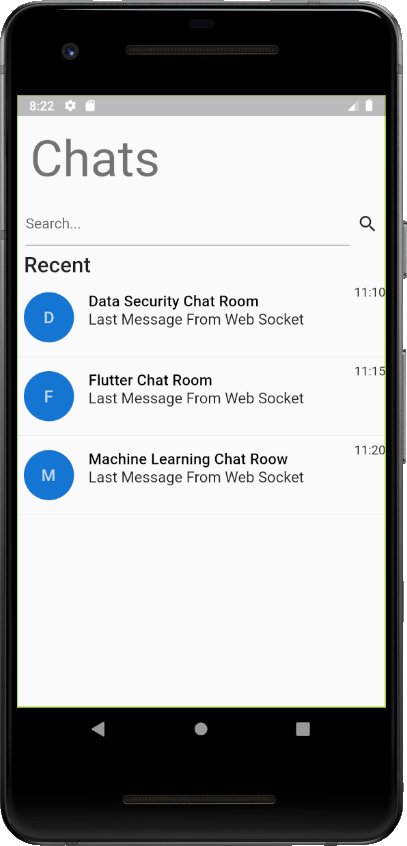 8:22
Chats
Search...
Recent
D
Data Security Chat Room
11:10
Last Message From Web Socket
F
Flutter Chat Room
11:15
Last Message From Web Socket
M
Machine Learning Chat Roow
11:20
Last Message From Web Socket